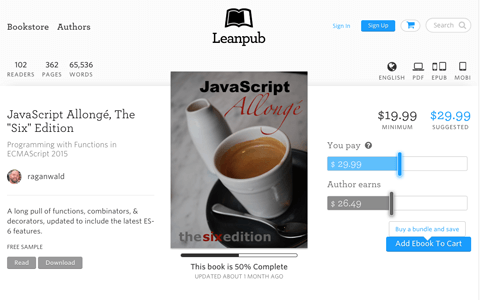 Bookstore Authors
Leanpub
Sign In
Sign Up
Search
102
READERS
362
PAGES
65,536
WORDS
ENGLISH
PDF
EPUB
MOBI
JavaScript Allongé, The
"Six" Edition
Programming with Functions in
ECMAScript 2015
raganwald
A long pull of functions, combinators, &
decorators, updated to include the latest ES-
6 features.
FREE SAMPLE
Read
Download
JavaScript
Allongé
thesixedition
This book is 50% Complete
UPDATED ABOUT 1 MONTH AGO
$19.99
MINIMUM
$29.99
SUGGESTED
You pay
$ 29.99
Author earns
$ 26.49
Buy a bundle and save
Add Ebook To Cart